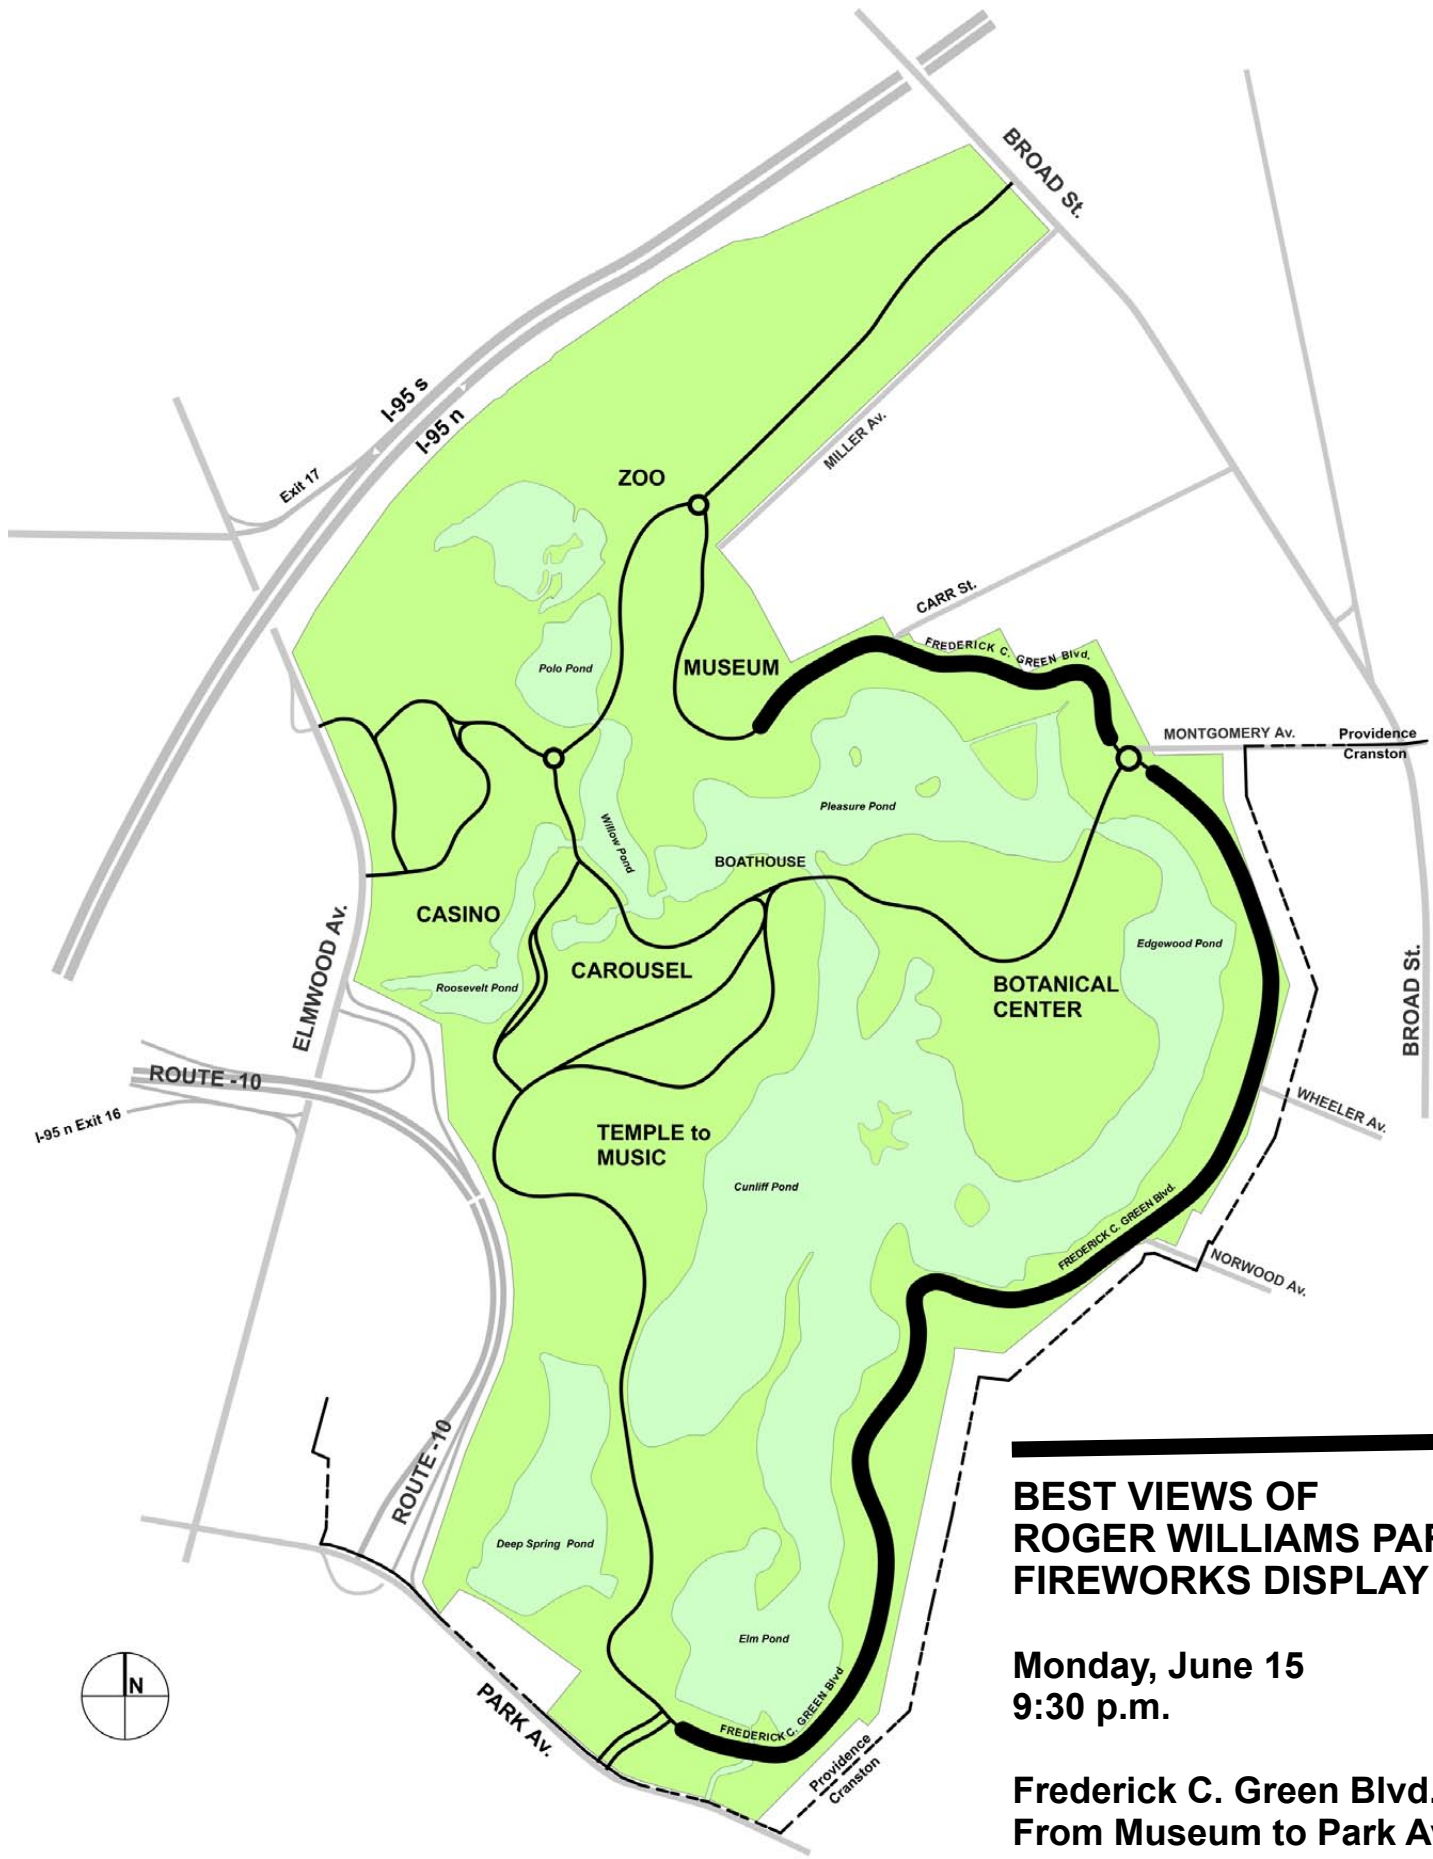 BROAD St.
I-95 s
I-95 n
Exit 17
MILLER Av.
ZOO
CARR St.
FREDERICK C. GREEN Blvd.
MUSEUM
Polo Pond
MONTGOMERY Av.
Providence
Cranston
Pleasure Pond
Willow Pond
BOATHOUSE
CASINO
Edgewood Pond
CAROUSEL
Roosevelt Pond
BOTANICAL
CENTER
ELMWOOD Av.
BROAD St.
ROUTE -10
I-95 n Exit 16
WHEELER Av.
TEMPLE to
MUSIC
Cunliff Pond
FREDERICK C. GREEN Blvd.
NORWOOD Av.
ROUTE -10
Deep Spring Pond
Elm Pond
N
PARK Av.
FREDERICK C. GREEN Blvd
Providence
Cranston
BEST VIEWS OF
ROGER WILLIAMS
FIREWORKS DISPLAY
Monday, June 15
9:30 p.m.
Frederick C. Green Blvd.
From Museum to Park